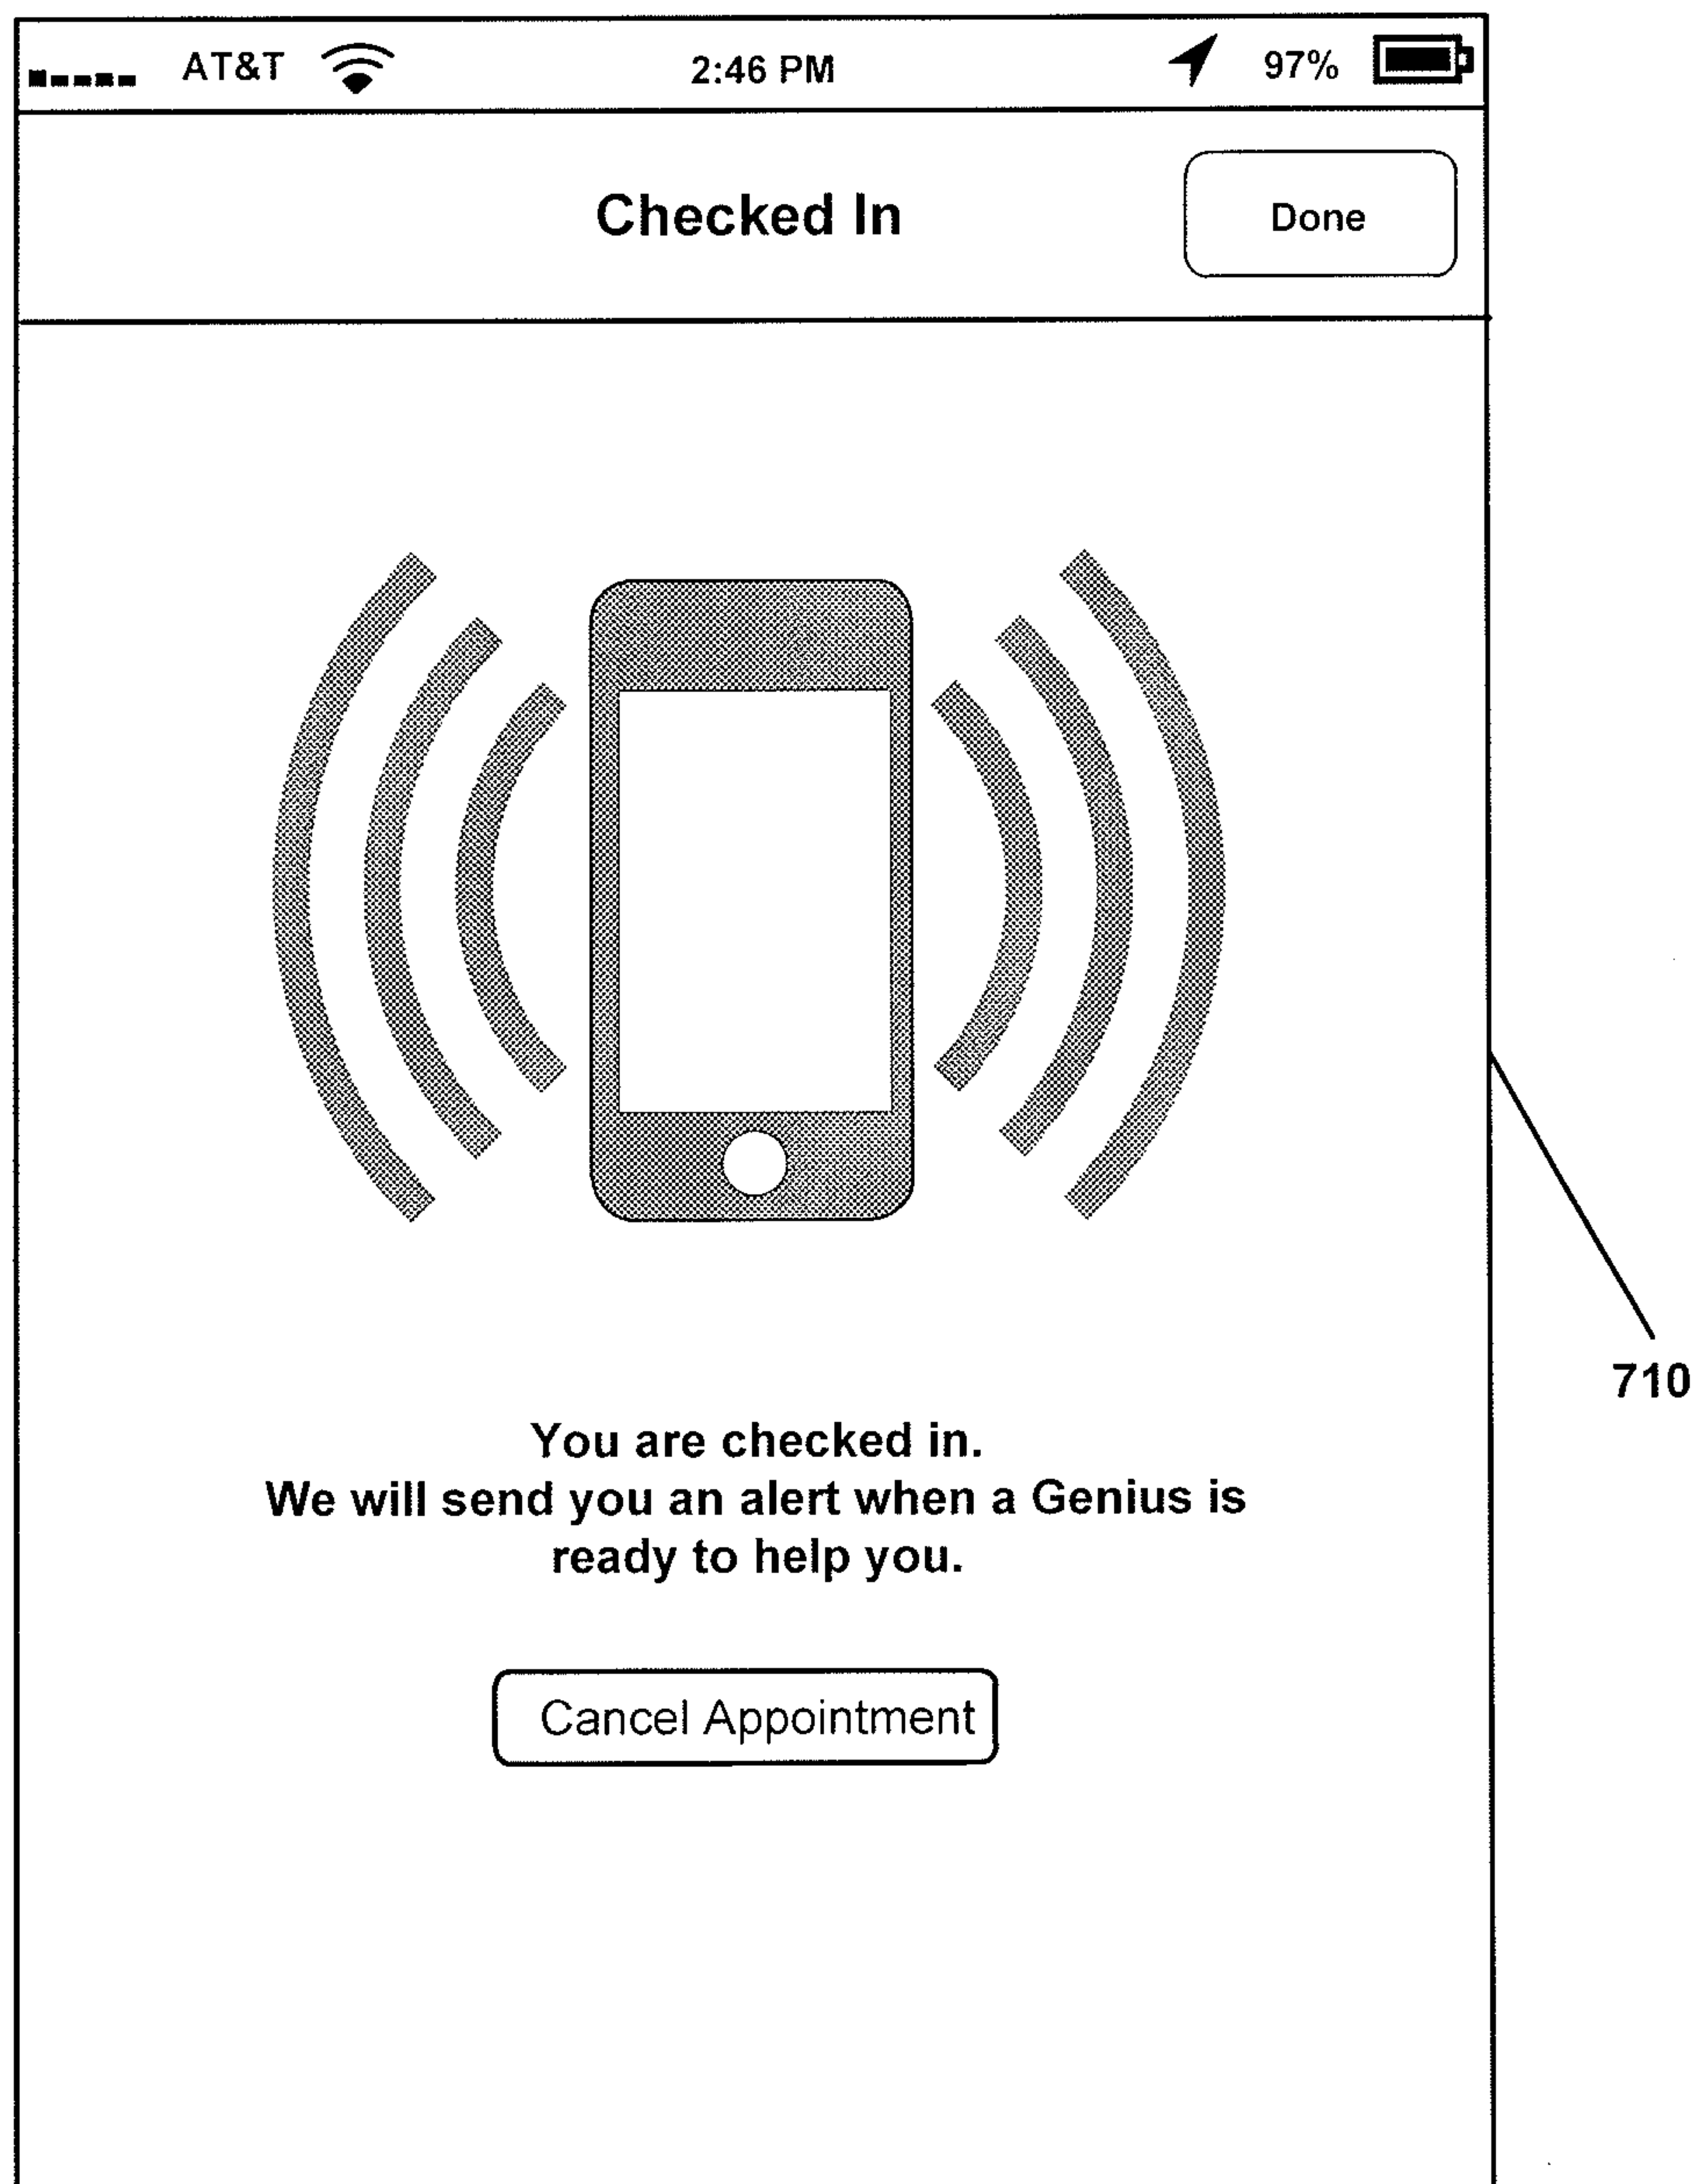 AT&T 2:46 PM 97%
Checked In Done
You are checked in.
We will send you an alert when a Genius is
ready to help you.
Cancel Appointment
710